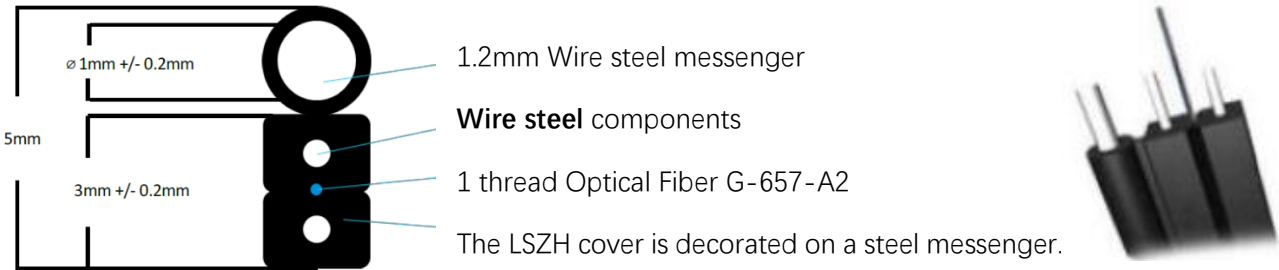 1.2mm Wire steel messenger
⌀ 1mm +/- 0.2mm
Wire steel components
5mm
1 thread Optical Fiber G-657-A2
3mm +/- 0.2mm
The LSZH cover is decorated on a steel messenger.